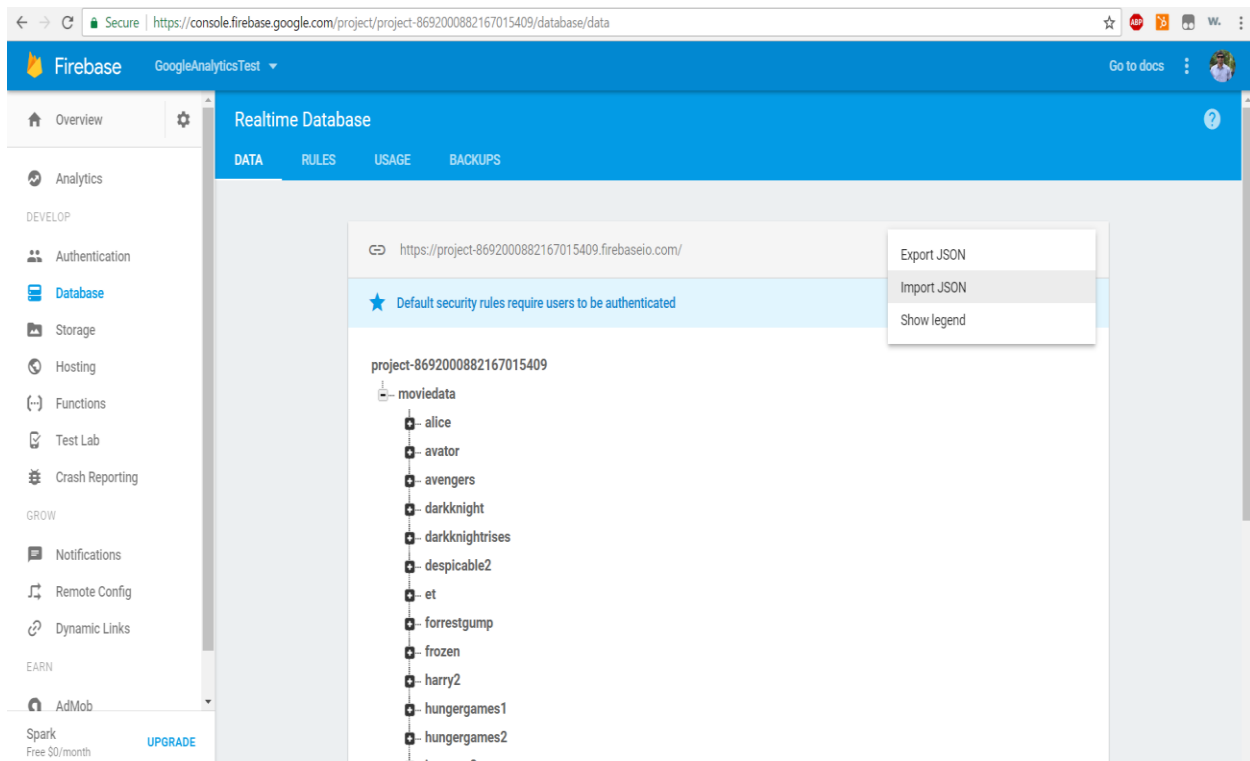 Secure https://console.firebase.google.com/project/project-8692000882167015409/database/data
ABP
W.
Firebase GoogleAnalyticsTest Go to docs
Overview
Realtime Database
DATA RULES USAGE BACKUPS
Analytics
DEVELOP
Authentication
Database
Storage
Hosting
Functions
Test Lab
Crash Reporting
GROW
Notifications
Remote Config
Dynamic Links
EARN
AdMob
Spark
Free $0/month
UPGRADE
https://project-8692000882167015409.firebaseio.com/
Export JSON
Import JSON
Show legend
Default security rules require users to be authenticated
project-8692000882167015409
moviedata
alice
avator
avengers
darkknight
darkknightrises
despicable2
et
forrestgump
frozen
harry2
hungergames1
hungergames2